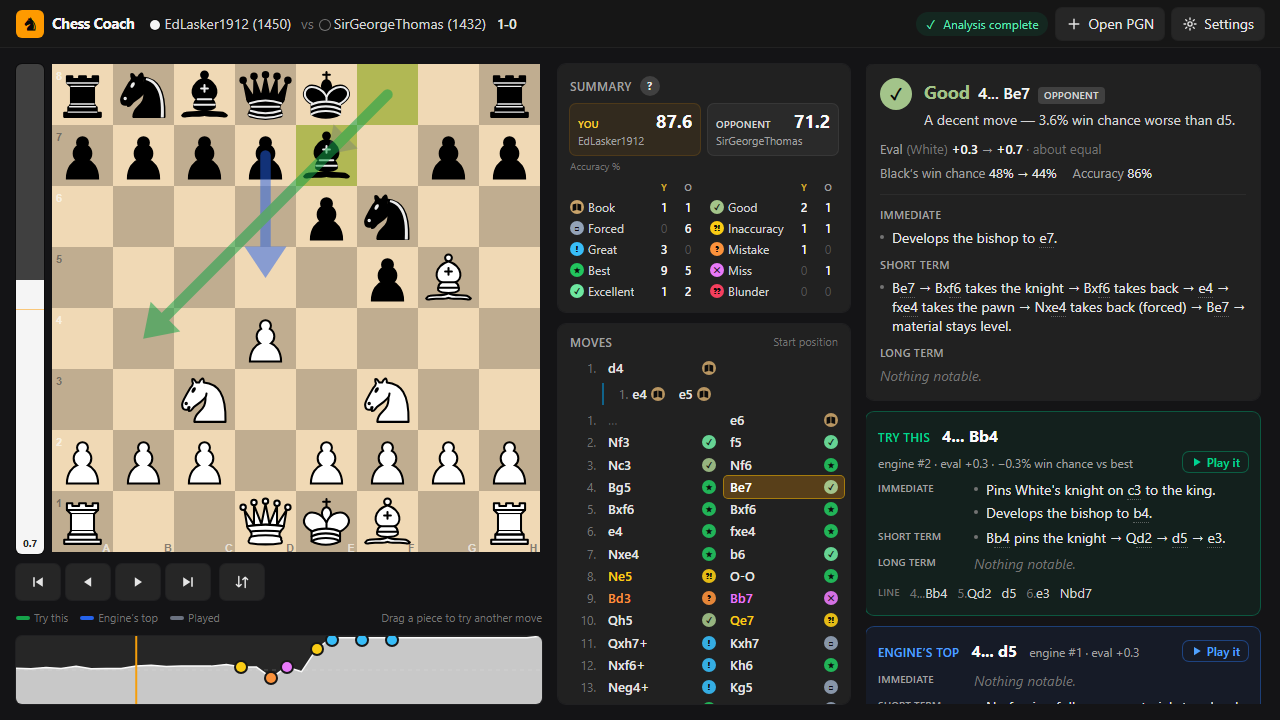 Chess Coach
EdLasker1912 (1450) vs SirGeorgeThomas (1432) 1-0
✓ Analysis complete
Open PGN
Settings
8
7
6
5
4
3
2
1
A B C D E F G H
0.7
Try this Engine's top Played
Drag a piece to try another move
SUMMARY ?
YOU 87.6
EdLasker1912
OPPONENT 71.2
SirGeorgeThomas
Accuracy %
Y O Y O
Book 1 1 Good 2 1
Forced 0 6 Inaccuracy 1 1
Great 3 0 Mistake 1 0
Best 9 5 Miss 0 1
Excellent 1 2 Blunder 0 0
MOVES Start position
1. d4
1. e4 e5
1. ... e6
2. Nf3 f5
3. Nc3 Nf6
4. Bg5 Be7
5. Bxf6 Bxf6
6. e4 fxe4
7. Nxe4 b6
8. Ne5 O-O
9. Bd3 Bb7
10. Qh5 Qe7
11. Qxh7+ Kxh7
12. Nxf6+ Kh6
13. Neg4+ Kg5
Good 4... Be7 OPPONENT
A decent move — 3.6% win chance worse than d5.
Eval (White) +0.3 → +0.7 · about equal
Black's win chance 48% → 44% Accuracy 86%
IMMEDIATE
• Develops the bishop to e7.
SHORT TERM
• Be7 → Bxf6 takes the knight → Bxf6 takes back → e4 →
fxe4 takes the pawn → Nxe4 takes back (forced) → Be7 →
material stays level.
LONG TERM
Nothing notable.
TRY THIS 4... Bb4
engine #2 · eval +0.3 · −0.3% win chance vs best
Play it
IMMEDIATE • Pins White's knight on c3 to the king.
• Develops the bishop to b4.
SHORT TERM • Bb4 pins the knight → Qd2 → d5 → e3.
LONG TERM Nothing notable.
LINE 4...Bb4 5.Qd2 d5 6.e3 Nbd7
ENGINE'S TOP 4... d5 engine #1 · eval +0.3
Play it
IMMEDIATE Nothing notable.